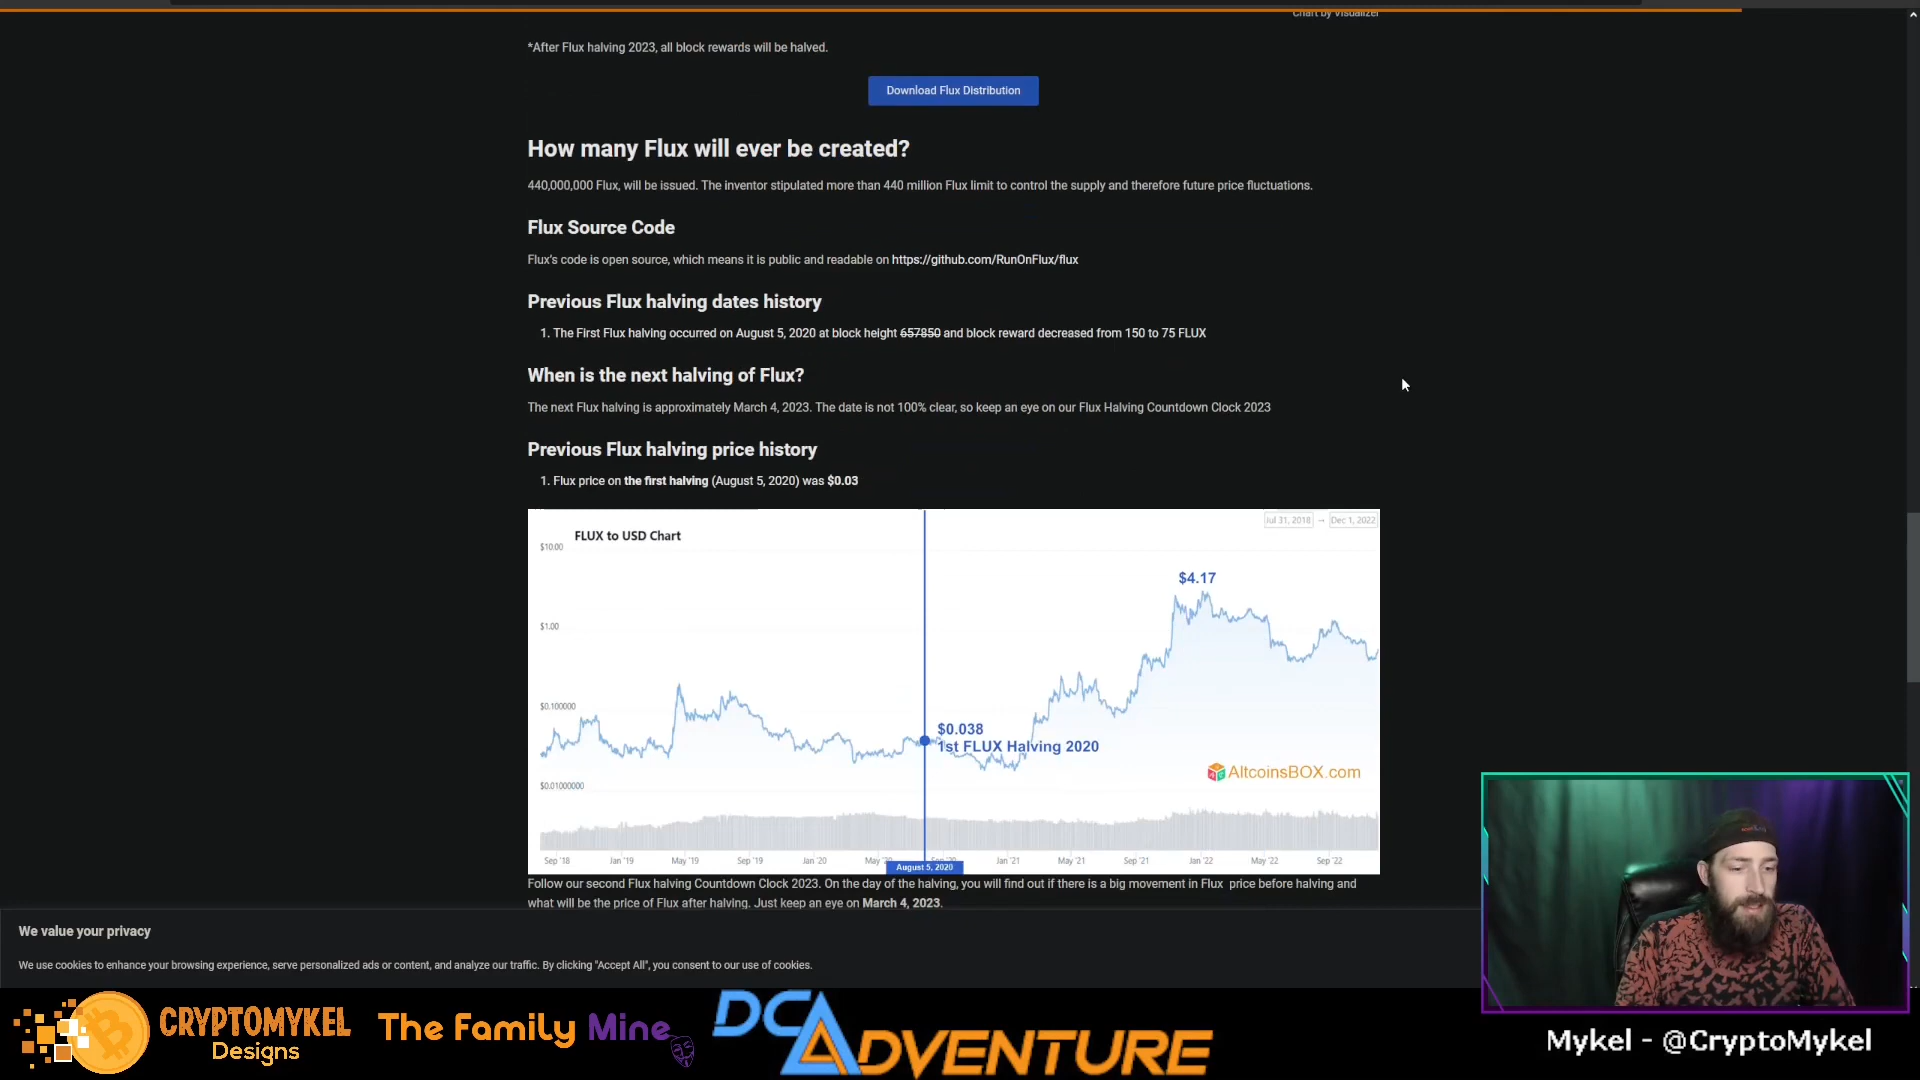 Chart by Visualizer
*After Flux halving 2023, all block rewards will be halved.
Download Flux Distribution
How many Flux will ever be created?
440,000,000 Flux, will be issued. The inventor stipulated more than 440 million Flux limit to control the supply and therefore future price fluctuations.
Flux Source Code
Flux's code is open source, which means it is public and readable on https://github.com/RunOnFlux/flux
Previous Flux halving dates history
1. The First Flux halving occurred on August 5, 2020 at block height 657850 and block reward decreased from 150 to 75 FLUX
When is the next halving of Flux?
The next Flux halving is approximately March 4, 2023. The date is not 100% clear, so keep an eye on our Flux Halving Countdown Clock 2023
Previous Flux halving price history
1. Flux price on the first halving (August 5, 2020) was $0.03
Jul 31, 2018 → Dec 1, 2022
FLUX to USD Chart
$10.00
$4.17
$1.00
$0.100000
$0.038
1st FLUX Halving 2020
AltcoinsBOX.com
$0.01000000
Sep '18 Jan '19 May '19 Sep '19 Jan '20 May '20 Sep '20 Jan '21 May '21 Sep '21 Jan '22 May '22 Sep '22
August 5, 2020
Follow our second Flux halving Countdown Clock 2023. On the day of the halving, you will find out if there is a big movement in Flux price before halving and
what will be the price of Flux after halving. Just keep an eye on March 4, 2023.
We value your privacy
We use cookies to enhance your browsing experience, serve personalized ads or content, and analyze our traffic. By clicking "Accept All", you consent to our use of cookies.
CRYPTOMYKEL
Designs
The Family Mine
DCADVENTURE
Mykel - @CryptoMykel